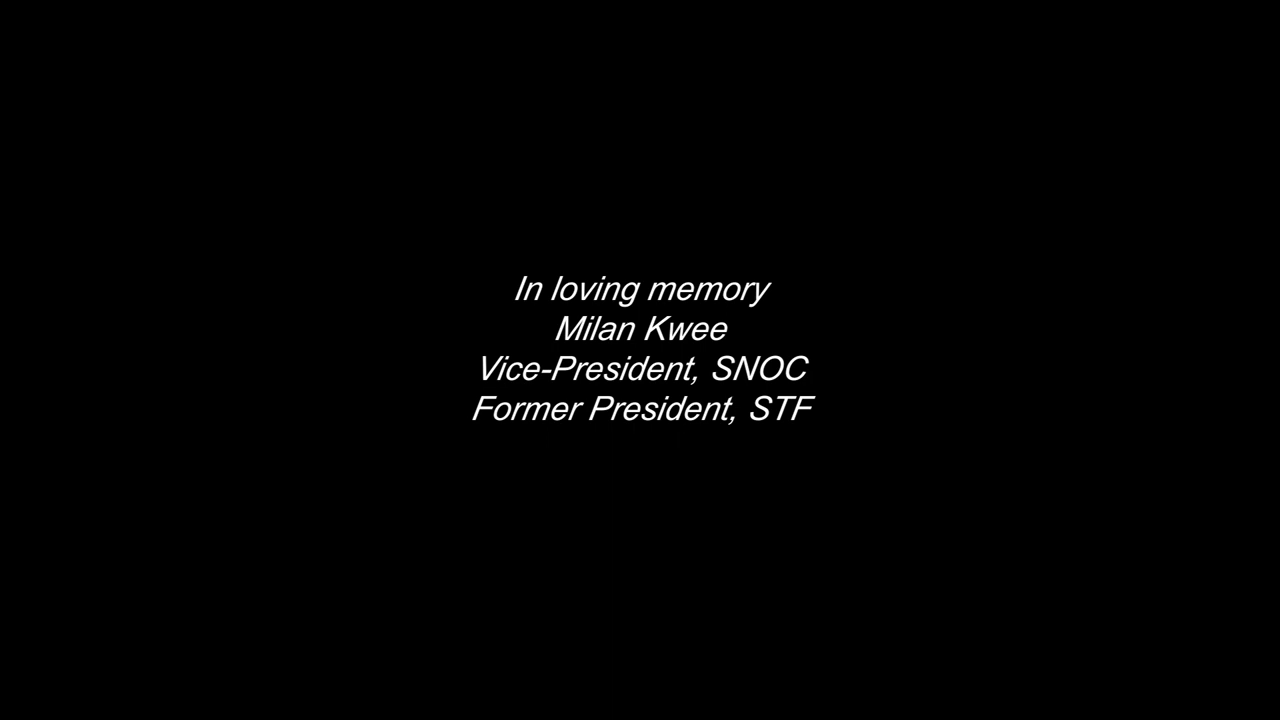 In loving memory
Milan Kwee
Vice-President, SNOC
Former President, STF